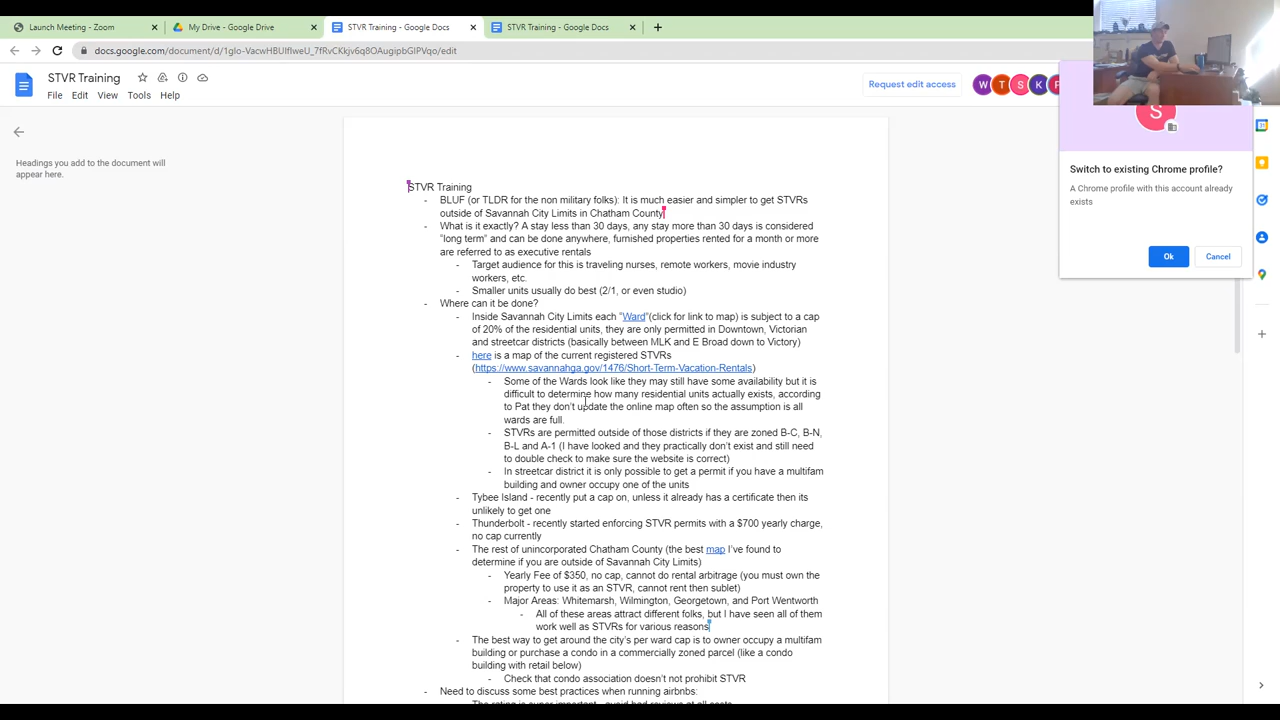 Launch Meeting - Zoom
My Drive - Google Drive
STVR Training - Google Docs
STVR Training - Google Docs
STVR Training
File Edit View Tools Help
Request edit access
W T S K
Headings you add to the document will
appear here.
S
Switch to existing Chrome profile?
A Chrome profile with this account already
exists
Ok Cancel
STVR Training
- BLUF (or TLDR for the non military folks): It is much easier and simpler to get STVRs
outside of Savannah City Limits in Chatham County
- What is it exactly? A stay less than 30 days, any stay more than 30 days is considered
"long term" and can be done anywhere, furnished properties rented for a month or more
are referred to as executive rentals
- Target audience for this is traveling nurses, remote workers, movie industry
workers, etc.
- Smaller units usually do best (2/1, or even studio)
- Where can it be done?
- Inside Savannah City Limits each "Ward"(click for link to map) is subject to a cap
of 20% of the residential units, they are only permitted in Downtown, Victorian
and streetcar districts (basically between MLK and E Broad down to Victory)
- here is a map of the current registered STVRs
(https://www.savannahga.gov/1476/Short-Term-Vacation-Rentals)
- Some of the Wards look like they may still have some availability but it is
difficult to determine how many residential units actually exists, according
to Pat they don't update the online map often so the assumption is all
wards are full.
- STVRs are permitted outside of those districts if they are zoned B-C, B-N,
B-L and A-1 (I have looked and they practically don't exist and still need
to double check to make sure the website is correct)
- In streetcar district it is only possible to get a permit if you have a multifam
building and owner occupy one of the units
- Tybee Island - recently put a cap on, unless it already has a certificate then its
unlikely to get one
- Thunderbolt - recently started enforcing STVR permits with a $700 yearly charge,
no cap currently
- The rest of unincorporated Chatham County (the best map I've found to
determine if you are outside of Savannah City Limits)
- Yearly Fee of $350, no cap, cannot do rental arbitrage (you must own the
property to use it as an STVR, cannot rent then sublet)
- Major Areas: Whitemarsh, Wilmington, Georgetown, and Port Wentworth
- All of these areas attract different folks, but I have seen all of them
work well as STVRs for various reasons
- The best way to get around the city's per ward cap is to owner occupy a multifam
building or purchase a condo in a commercially zoned parcel (like a condo
building with retail below)
- Check that condo association doesn't not prohibit STVR
- Need to discuss some best practices when running airbnbs: